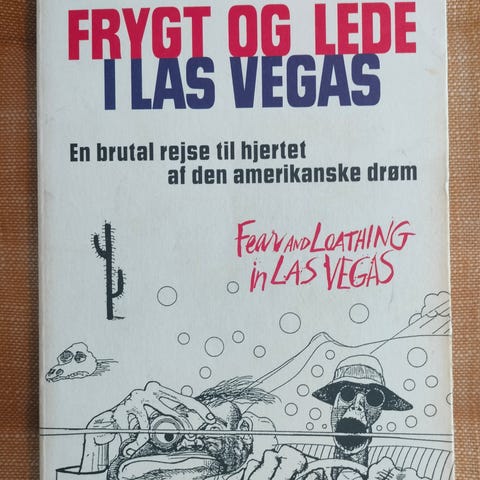 FRYGT OG LEDE
I LAS VEGAS
En brutal rejse til hjertet
af den amerikanske drøm
Fear AND LOATHING
in LAS VEGAS